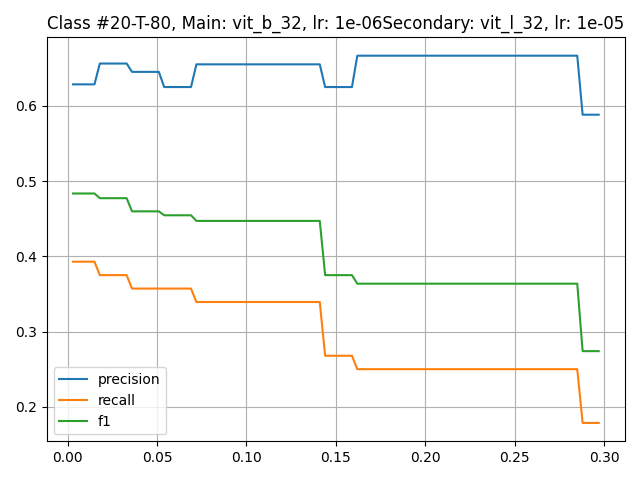 Class #20-T-80, Main: vit_b_32, lr: 1e-06Secondary: vit_l_32, lr: 1e-05
0.6
0.5
0.4
0.3
0.2
precision
recall
f1
0.00 0.05 0.10 0.15 0.20 0.25 0.30